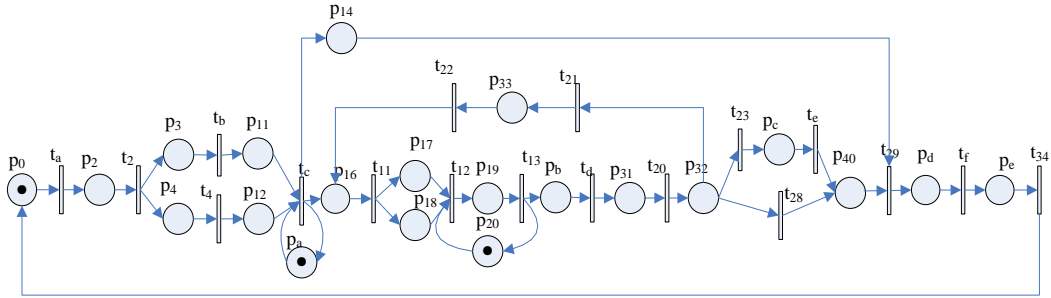 p14
t22
p33
t21
p3
tb
p11
t23
pc
te
p0
ta
p2
t2
p4
t4
p12
tc
p16
t11
p17
p18
t12
p19
t13
pb
td
p31
t20
p32
t28
p40
t29
pd
tf
pe
t34
pa
p20